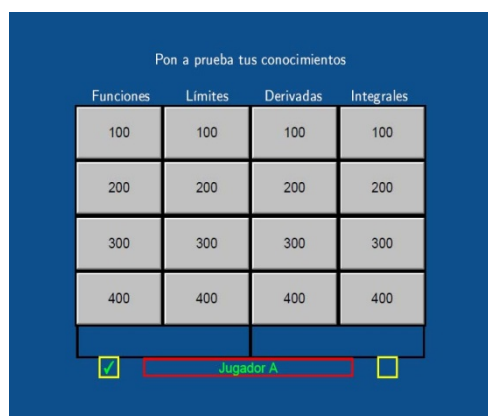 Pon a prueba tus conocimientos
Funciones Límites Derivadas Integrales
100 100 100 100
200 200 200 200
300 300 300 300
400 400 400 400
✓ Jugador A